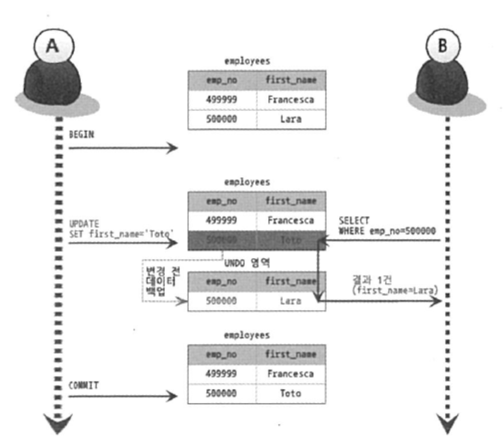 A
B
employees
emp_no first_name
499999 Francesca
500000 Lara
BEGIN
employees
emp_no first_name
499999 Francesca
500000 Toto
UPDATE
SET first_name='Toto'
SELECT
WHERE emp_no=500000
변경 전
데이터
백업
UNDO 영역
emp_no first_name
500000 Lara
결과 1건
(first_name=Lara)
employees
emp_no first_name
499999 Francesca
500000 Toto
COMMIT